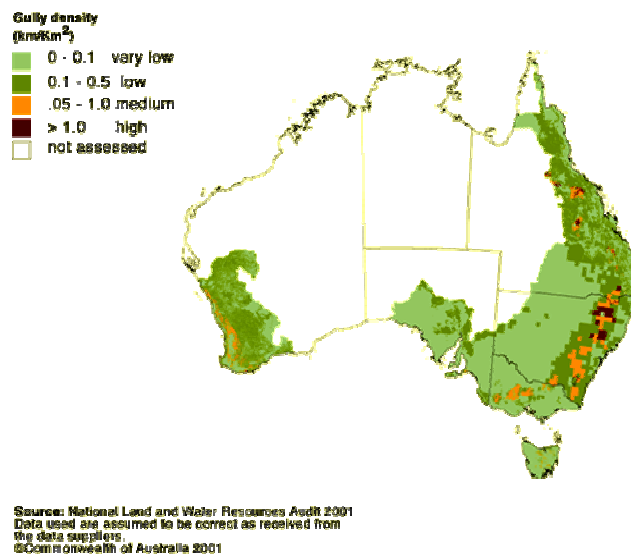 Gully density
(km/Km²)
0 - 0.1 vary low
0.1 - 0.5 low
.05 - 1.0 medium
> 1.0 high
not assessed
Source: National Land and Water Resources Audit 2001
Data used are assumed to be correct as received from
the data suppliers.
©Commonwealth of Australia 2001